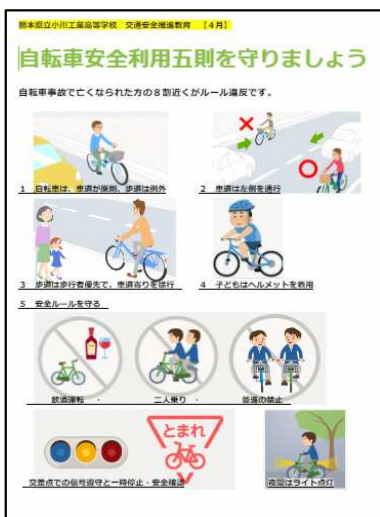 熊本県立小川工業高等学校　交通安全推進教育　【４月】
自転車安全利用五則を守りましょう
自転車事故で亡くなられた方の８割近くがルール違反です。
１　自転車は、車道が原則、歩道は例外
２　車道は左側を通行
３　歩道は歩行者優先で、車道寄りを徐行
４　子どもはヘルメットを着用
５　安全ルールを守る
飲酒運転　・　二人乗り　・　並進の禁止
とまれ
交差点での信号遵守と一時停止・安全確認
夜間はライト点灯